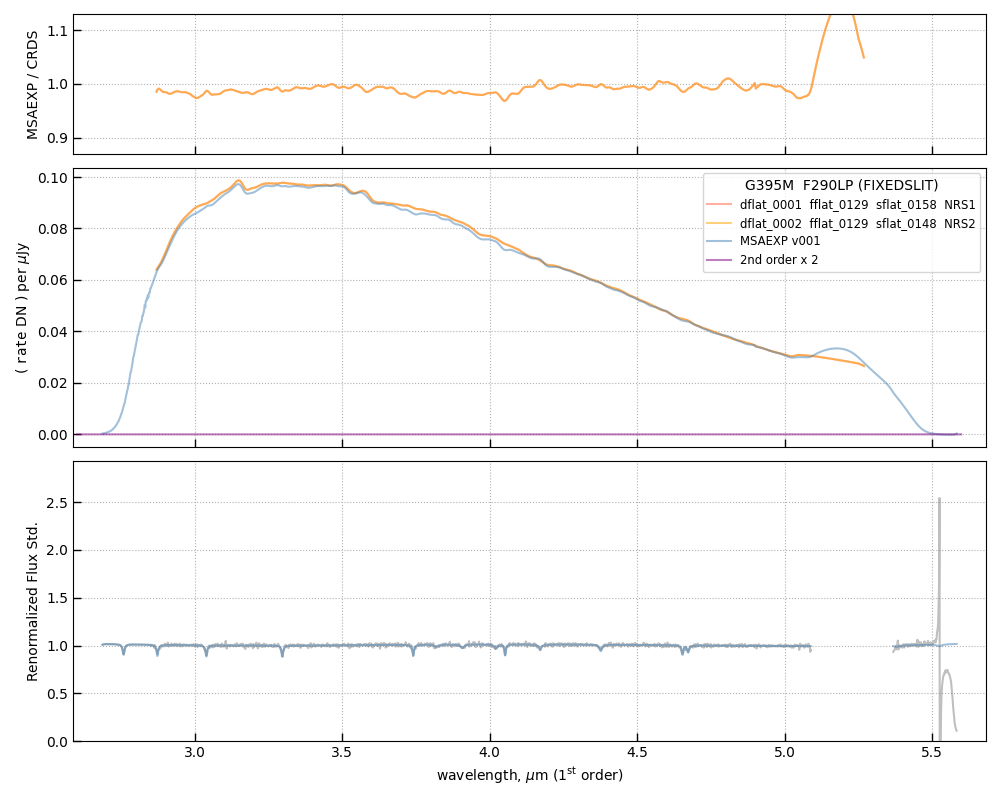 1.1
1.0
0.9
MSAEXP / CRDS
0.10
0.08
0.06
0.04
0.02
0.00
( rate DN ) per μJy
G395M  F290LP (FIXEDSLIT)
dflat_0001  fflat_0129  sflat_0158  NRS1
dflat_0002  fflat_0129  sflat_0148  NRS2
MSAEXP v001
2nd order x 2
2.5
2.0
1.5
1.0
0.5
0.0
Renormalized Flux Std.
3.0 3.5 4.0 4.5 5.0 5.5
wavelength, μm (1st order)